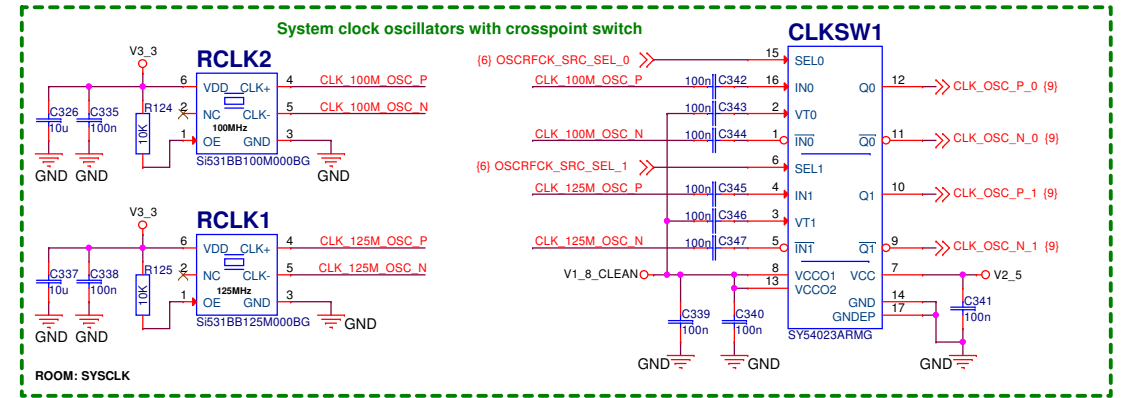 System clock oscillators with crosspoint switch
V3_3
RCLK2
6 VDD CLK+ 4 CLK_100M_OSC_P
2 NC CLK- 5 CLK_100M_OSC_N
100MHz
1 OE GND 3
Si531BB100M000BG
C326
10u
C335
100n
R124
10K
GND GND
GND
V3_3
RCLK1
6 VDD CLK+ 4 CLK_125M_OSC_P
2 NC CLK- 5 CLK_125M_OSC_N
125MHz
1 OE GND 3
Si531BB125M000BG
C337
10u
C338
100n
R125
10K
GND GND
GND
ROOM: SYSCLK
CLKSW1
{6} OSCRFCK_SRC_SEL_0 15 SEL0
CLK_100M_OSC_P 100n C342 16 IN0 Q0 12 CLK_OSC_P_0 {9}
100n C343 2 VT0
CLK_100M_OSC_N 100n C344 1 IN0 Q0 11 CLK_OSC_N_0 {9}
{6} OSCRFCK_SRC_SEL_1 6 SEL1
CLK_125M_OSC_P 100n C345 4 IN1 Q1 10 CLK_OSC_P_1 {9}
100n C346 3 VT1
CLK_125M_OSC_N 100n C347 5 IN1 Q1 9 CLK_OSC_N_1 {9}
V1_8_CLEAN 8 VCCO1 VCC 7 V2_5
13 VCCO2
GND 14
GNDEP 17
SY54023ARMG
C339
100n
C340
100n
C341
100n
GND GND GND